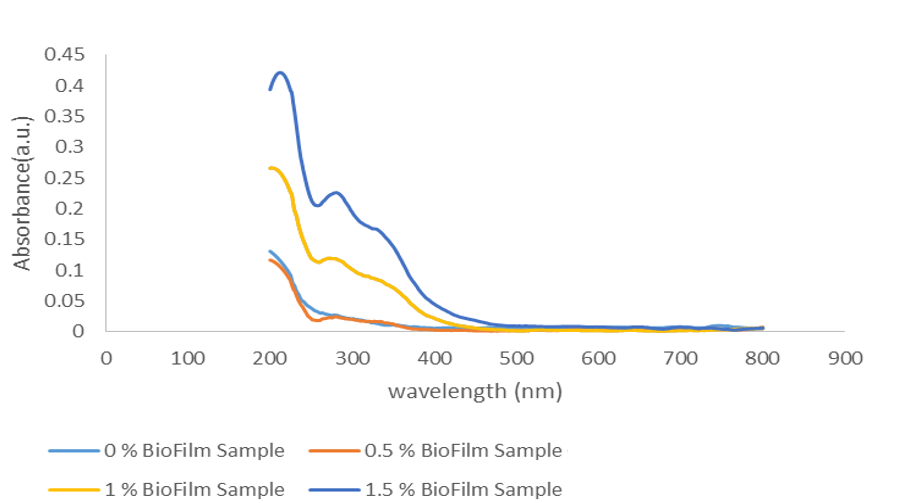 0.45
0.4
0.35
0.3
0.25
0.2
0.15
0.1
0.05
0
Absorbance(a.u.)
0 100 200 300 400 500 600 700 800 900
wavelength (nm)
0 % BioFilm Sample 0.5 % BioFilm Sample
1 % BioFilm Sample 1.5 % BioFilm Sample